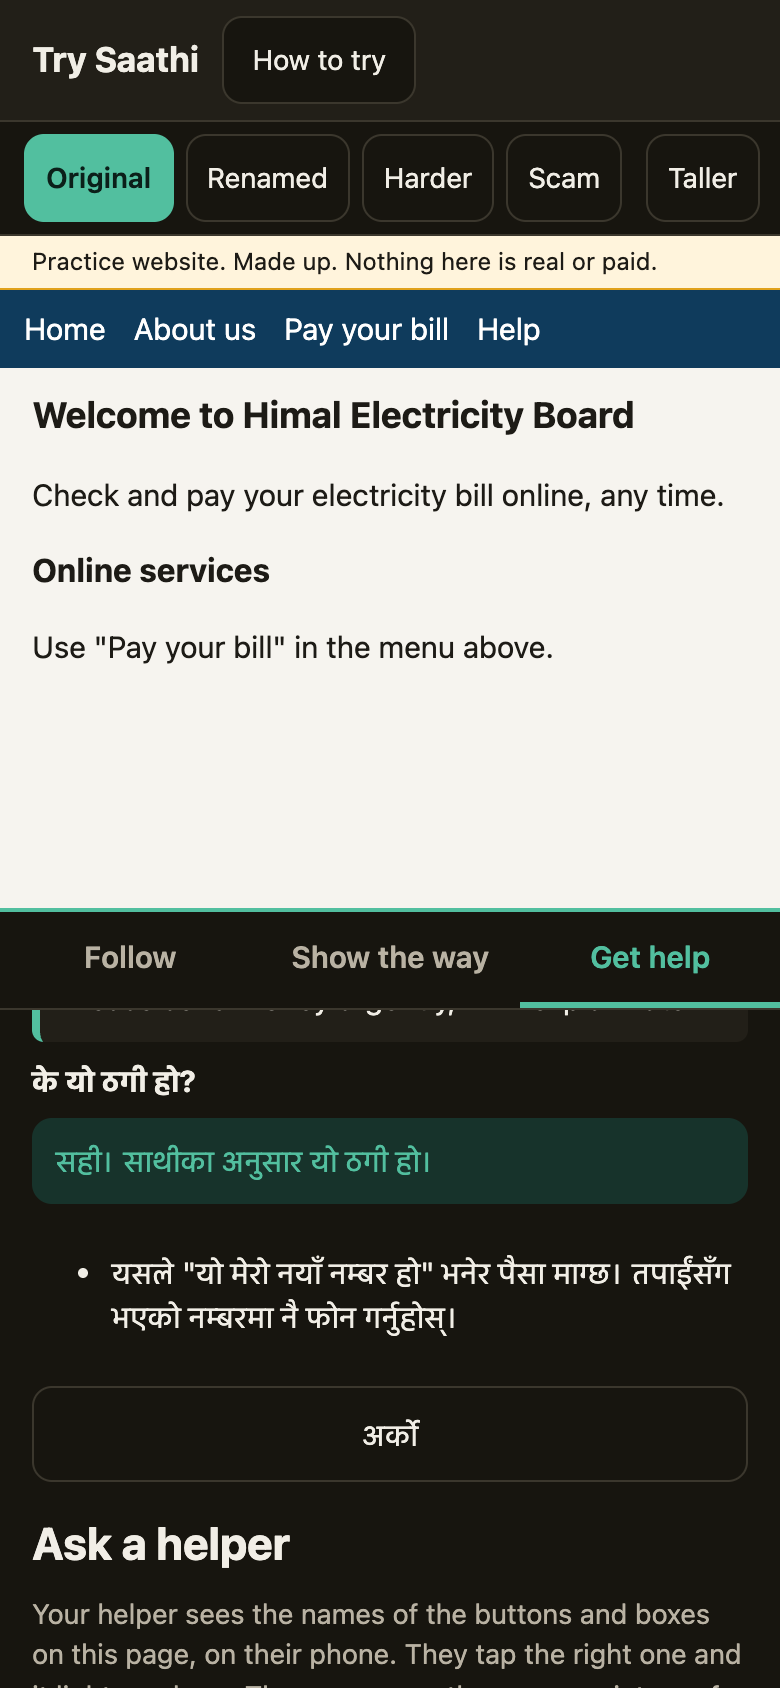 Try Saathi
How to try
Original
Renamed
Harder
Scam
Taller
Practice website. Made up. Nothing here is real or paid.
Home
About us
Pay your bill
Help
Welcome to Himal Electricity Board
Check and pay your electricity bill online, any time.
Online services
Use "Pay your bill" in the menu above.
Follow
Show the way
Get help
के यो ठगी हो?
सही। साथीका अनुसार यो ठगी हो।
• यसले "यो मेरो नयाँ नम्बर हो" भनेर पैसा माग्छ। तपाईंसँग
भएको नम्बरमा नै फोन गर्नुहोस्।
अर्को
Ask a helper
Your helper sees the names of the buttons and boxes
on this page, on their phone. They tap the right one and